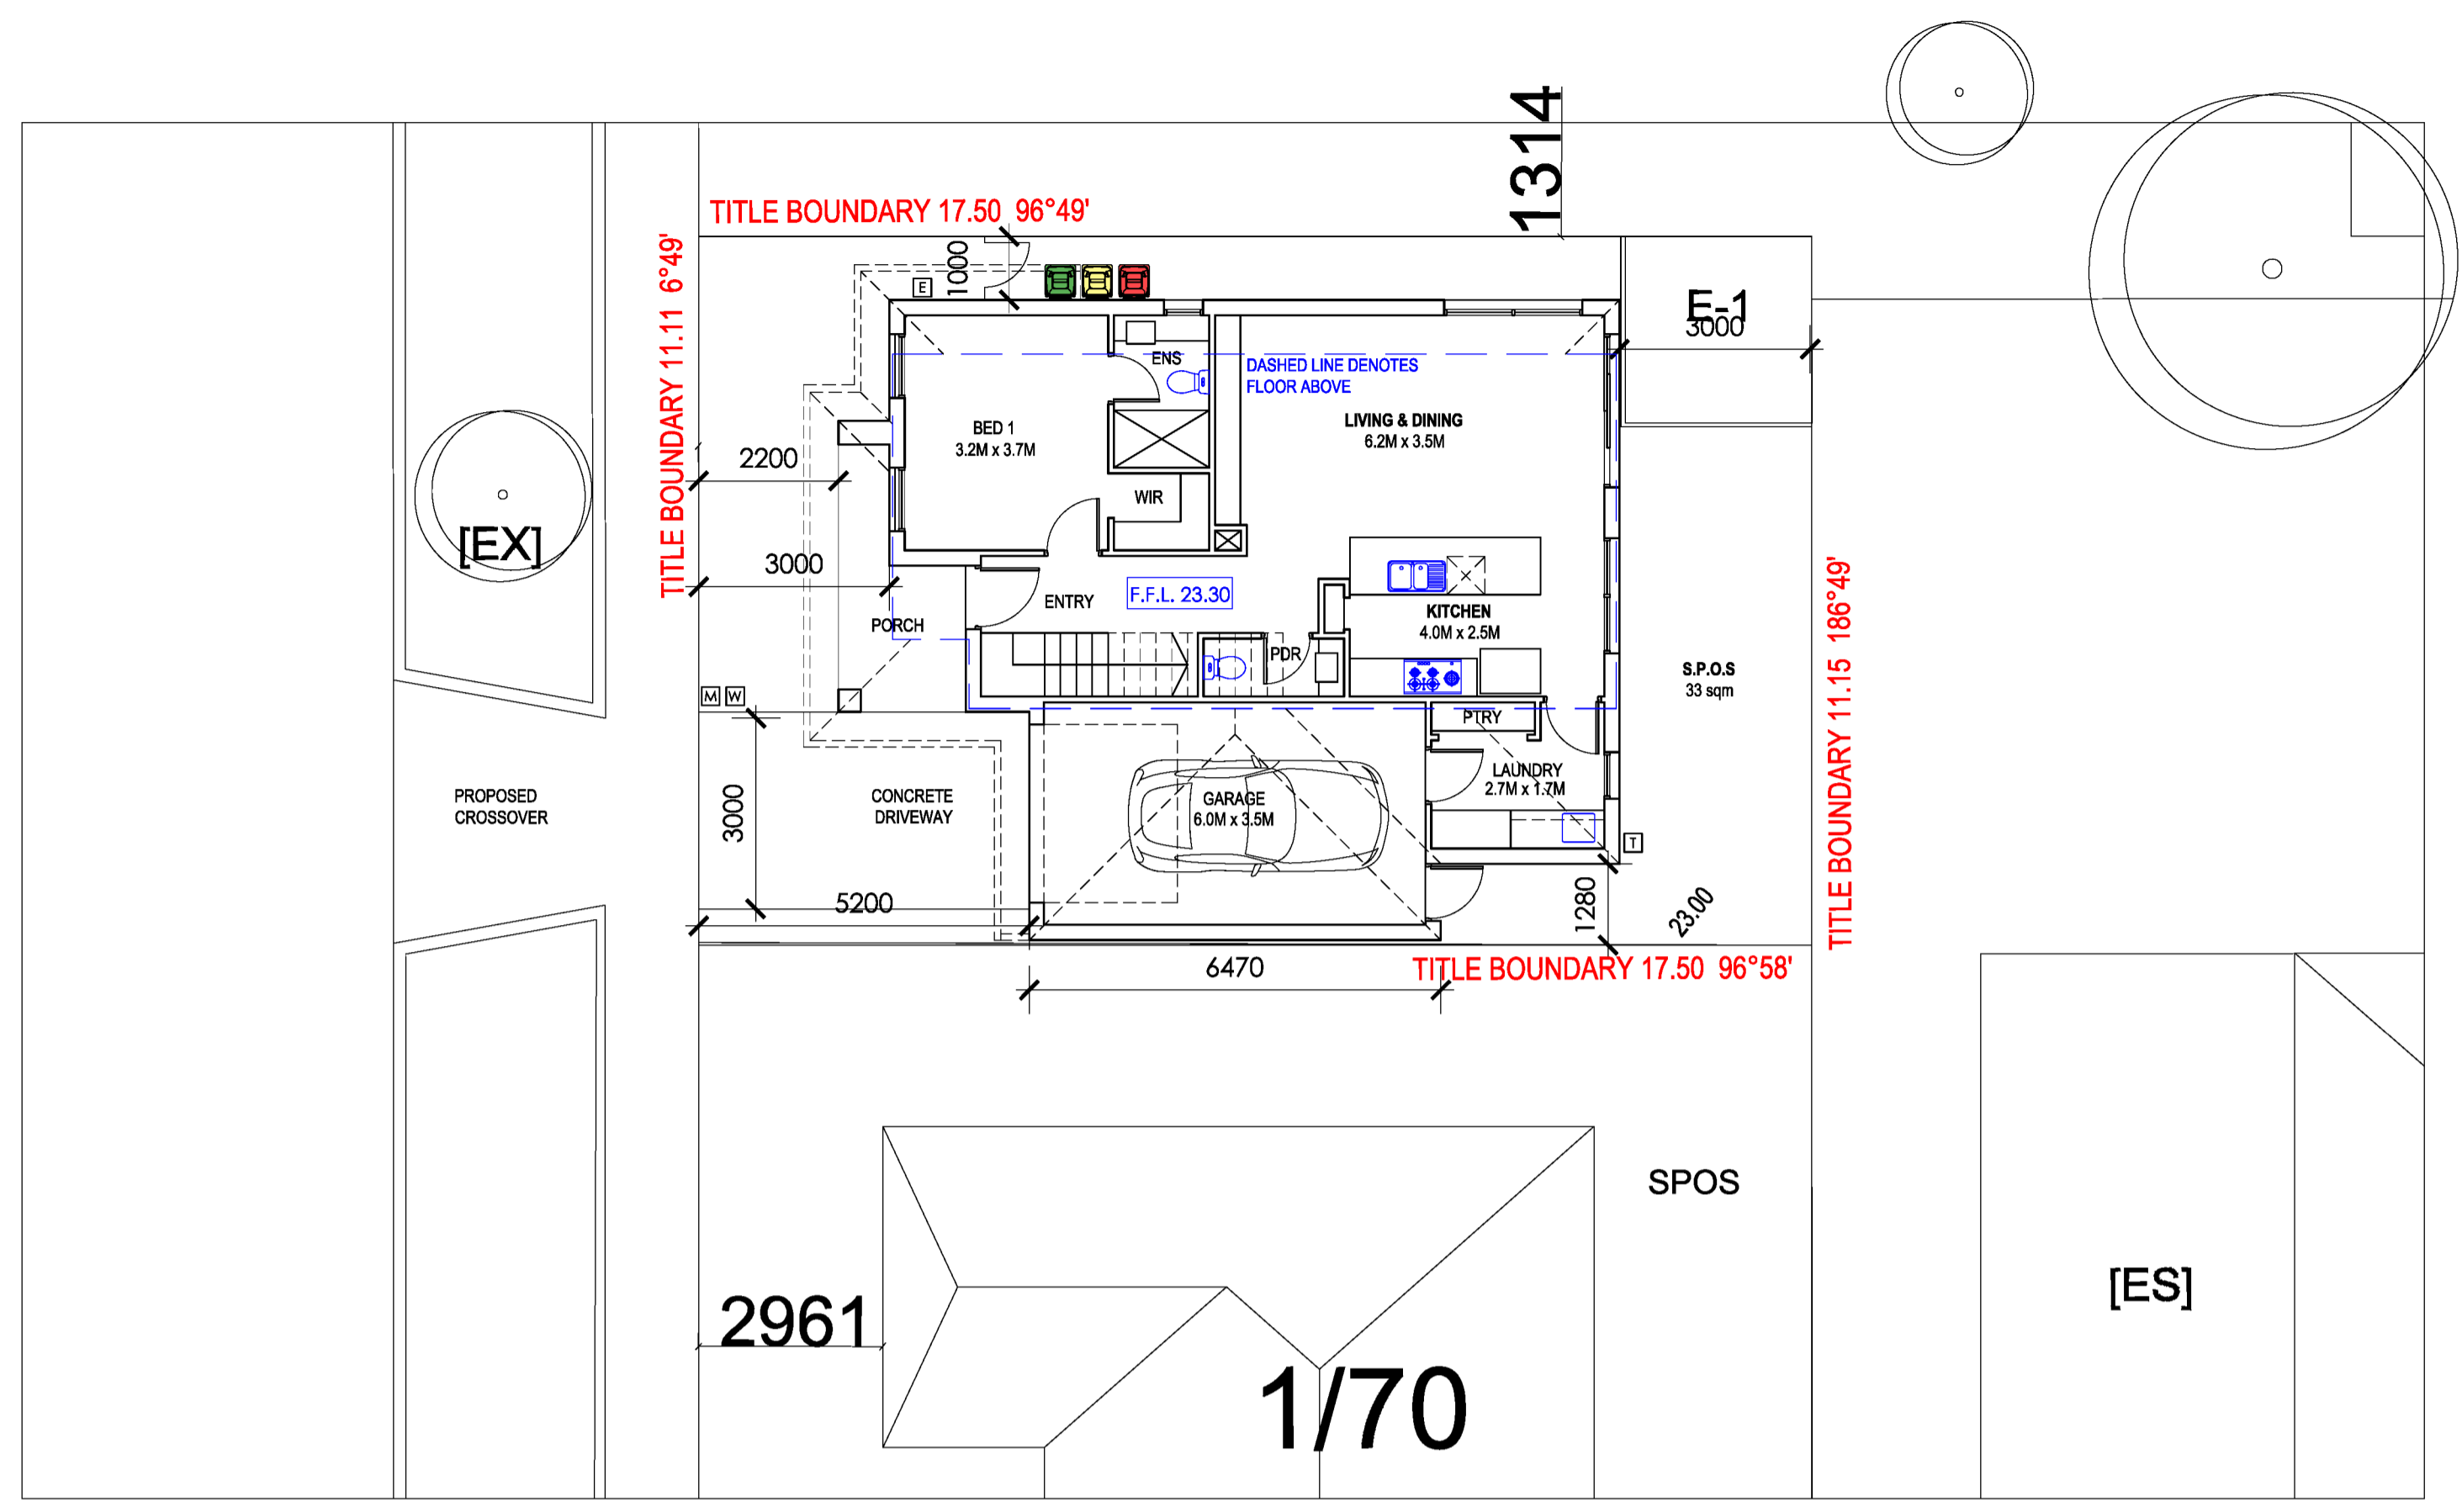 1314
TITLE BOUNDARY 17.50 96°49'
TITLE BOUNDARY 11.11 6°49'
1000
E
E-1
3000
ENS
DASHED LINE DENOTES
FLOOR ABOVE
BED 1
3.2M x 3.7M
LIVING & DINING
6.2M x 3.5M
2200
WIR
[EX]
3000
ENTRY
F.F.L. 23.30
PORCH
KITCHEN
4.0M x 2.5M
PDR
M
W
S.P.O.S
33 sqm
TITLE BOUNDARY 11.15 186°49'
PTRY
PROPOSED
CROSSOVER
3000
CONCRETE
DRIVEWAY
GARAGE
6.0M x 3.5M
LAUNDRY
2.7M x 1.7M
T
5200
1280
23.00
6470
TITLE BOUNDARY 17.50 96°58'
SPOS
2961
1/70
[ES]